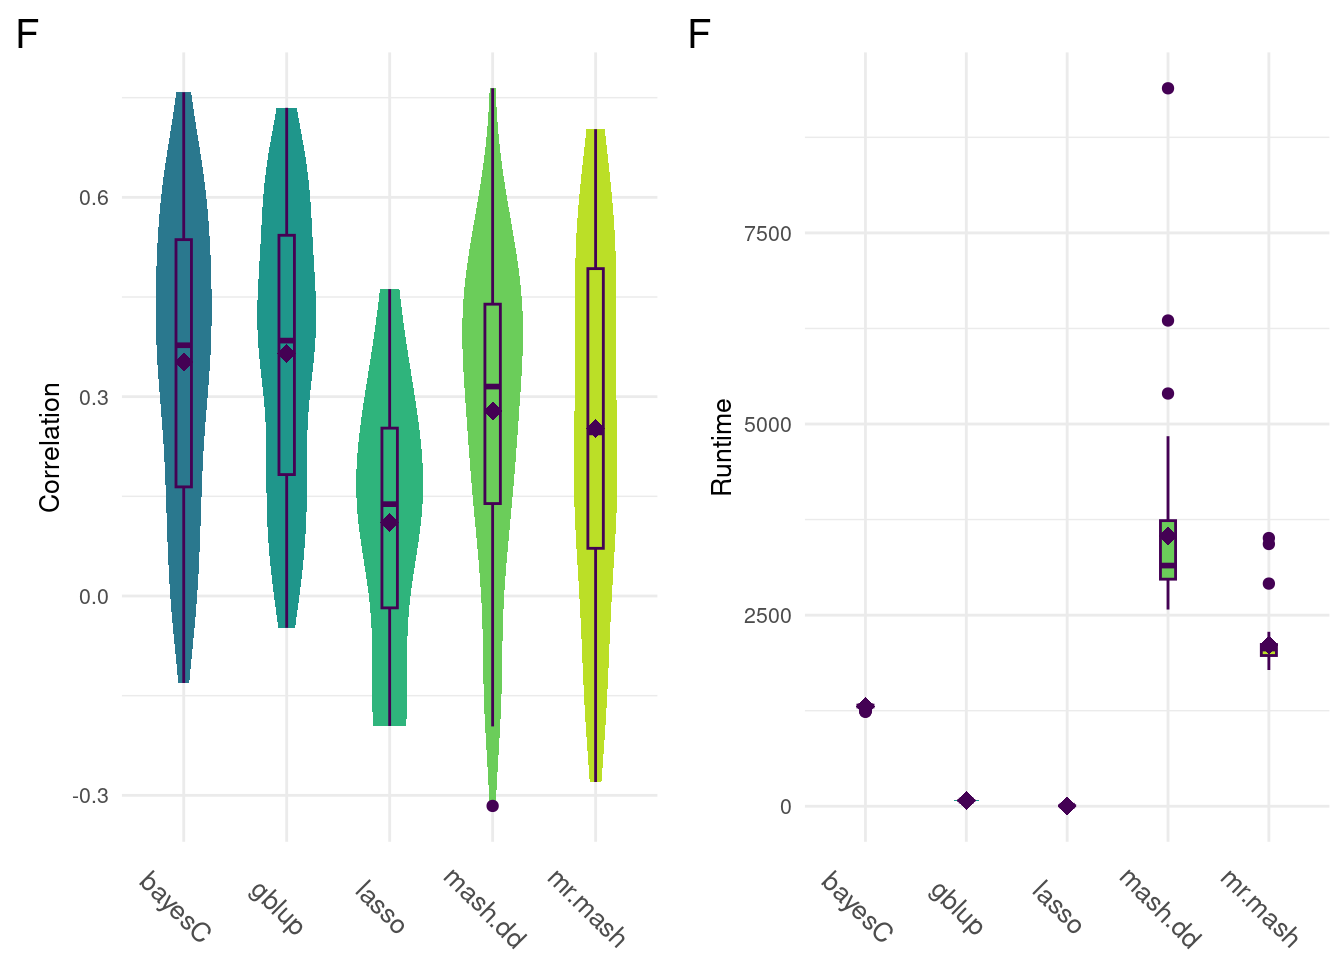 F
Correlation
0.6
0.3
0.0
-0.3
bayesC
gblup
lasso
mash.dd
mr.mash
F
Runtime
7500
5000
2500
0
bayesC
gblup
lasso
mash.dd
mr.mash